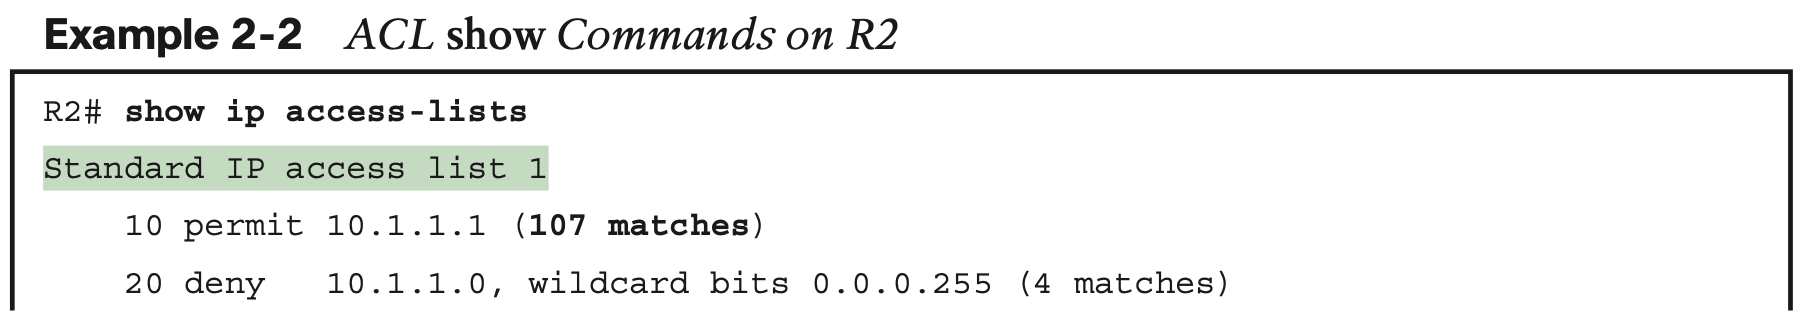 Example 2-2 ACL show Commands on R2
R2# show ip access-lists
Standard IP access list 1
10 permit 10.1.1.1 (107 matches)
20 deny 10.1.1.0, wildcard bits 0.0.0.255 (4 matches)